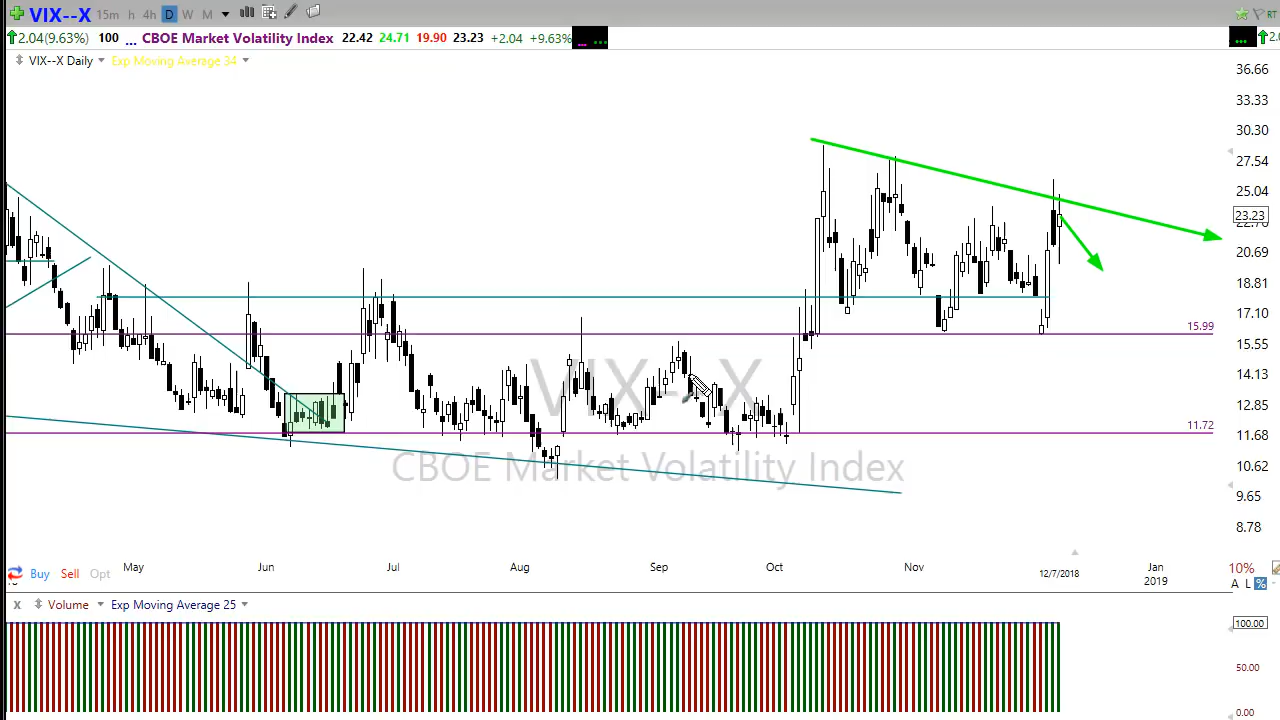 VIX--X 15m h 4h D W M RT
2.04(9.63%) 100 ... CBOE Market Volatility Index 22.42 24.71 19.90 23.23 +2.04 +9.63% ... ... ... 2.0
VIX--X Daily Exp Moving Average 34
36.66
33.33
30.30
27.54
25.04
23.23
22.76
20.69
18.81
17.10
15.99
15.55
14.13
12.85
11.72
11.68
10.62
9.65
8.78
VIX--X
CBOE Market Volatility Index
May Jun Jul Aug Sep Oct Nov 12/7/2018 Jan 2019
Buy Sell Opt
10%
A L %
X Volume Exp Moving Average 25
100.00
50.00
0.00